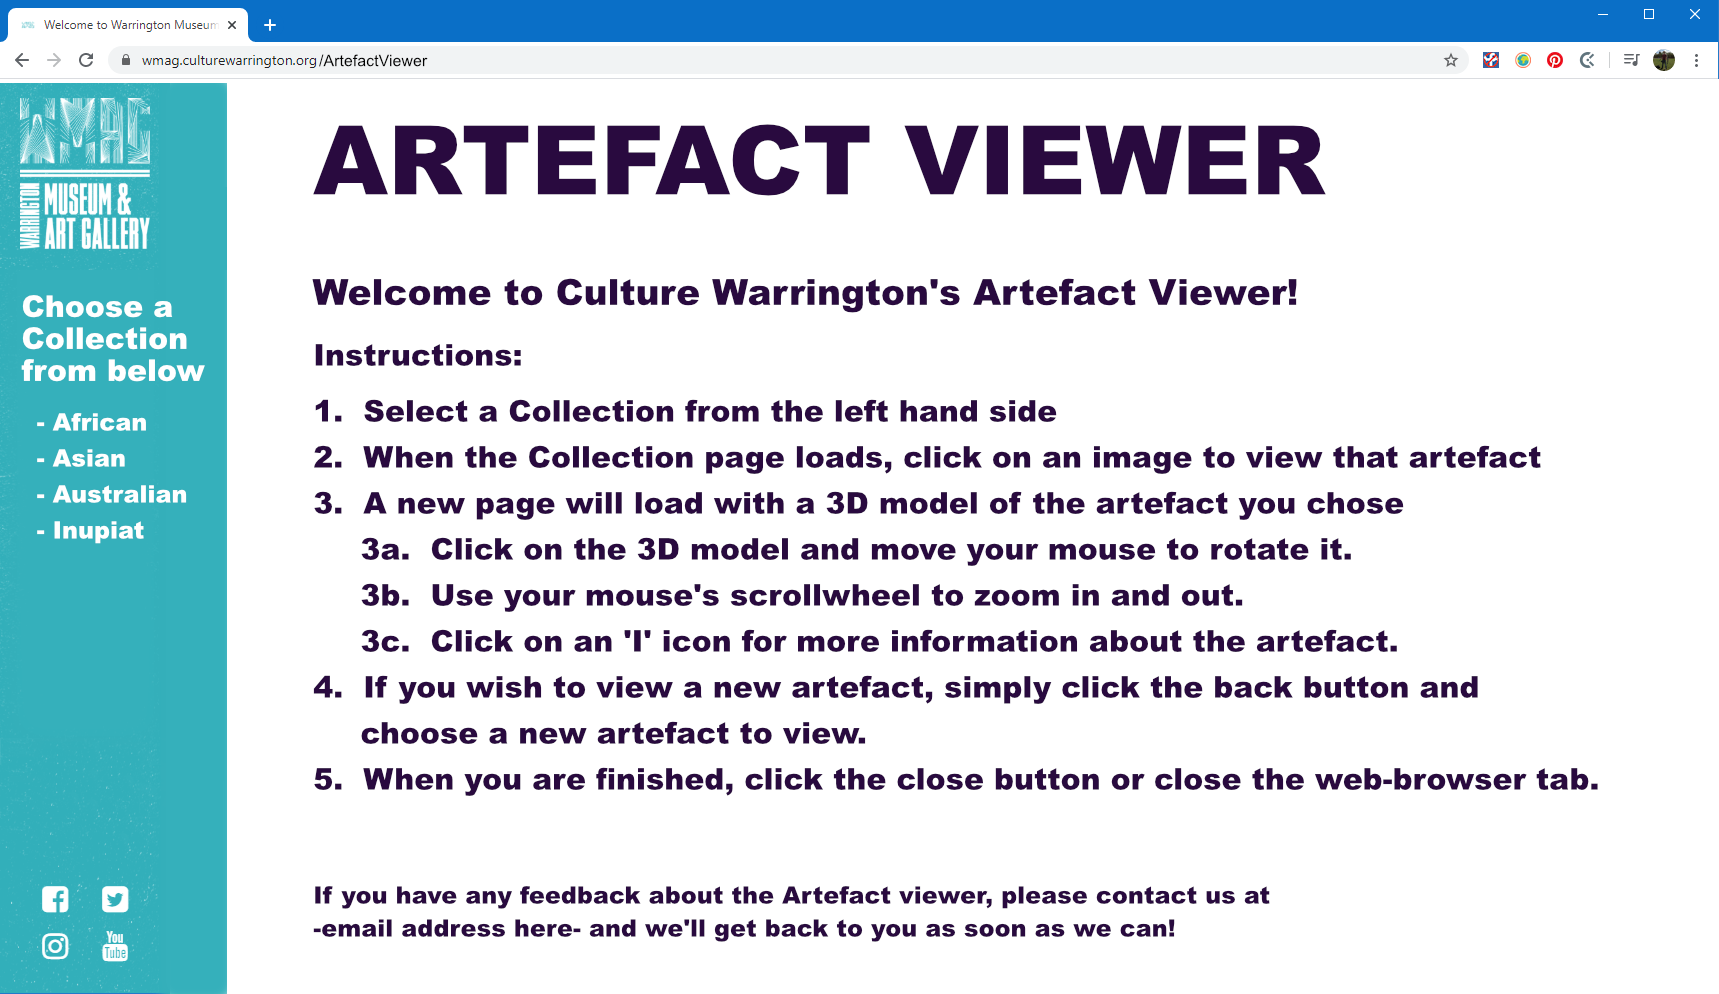 Welcome to Warrington Museum
wmag.culturewarrington.org/ArtefactViewer
WMAG
WARRINGTON
MUSEUM &
ART GALLERY
Choose a
Collection
from below
- African
- Asian
- Australian
- Inupiat
You
Tube
ARTEFACT VIEWER
Welcome to Culture Warrington's Artefact Viewer!
Instructions:
1. Select a Collection from the left hand side
2. When the Collection page loads, click on an image to view that artefact
3. A new page will load with a 3D model of the artefact you chose
3a. Click on the 3D model and move your mouse to rotate it.
3b. Use your mouse's scrollwheel to zoom in and out.
3c. Click on an 'I' icon for more information about the artefact.
4. If you wish to view a new artefact, simply click the back button and
choose a new artefact to view.
5. When you are finished, click the close button or close the web-browser tab.
If you have any feedback about the Artefact viewer, please contact us at
-email address here- and we'll get back to you as soon as we can!